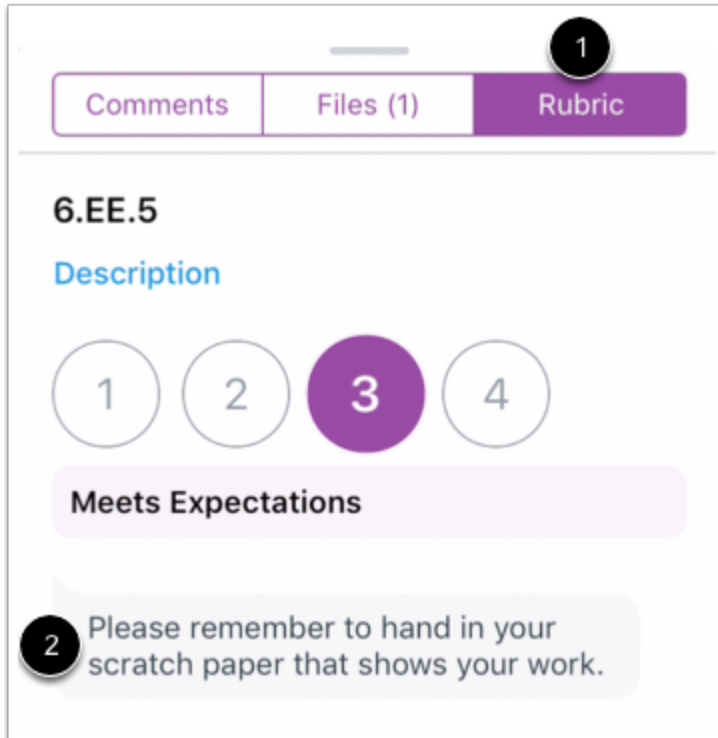 1
Comments Files (1) Rubric
6.EE.5
Description
1 2 3 4
Meets Expectations
2
Please remember to hand in your
scratch paper that shows your work.